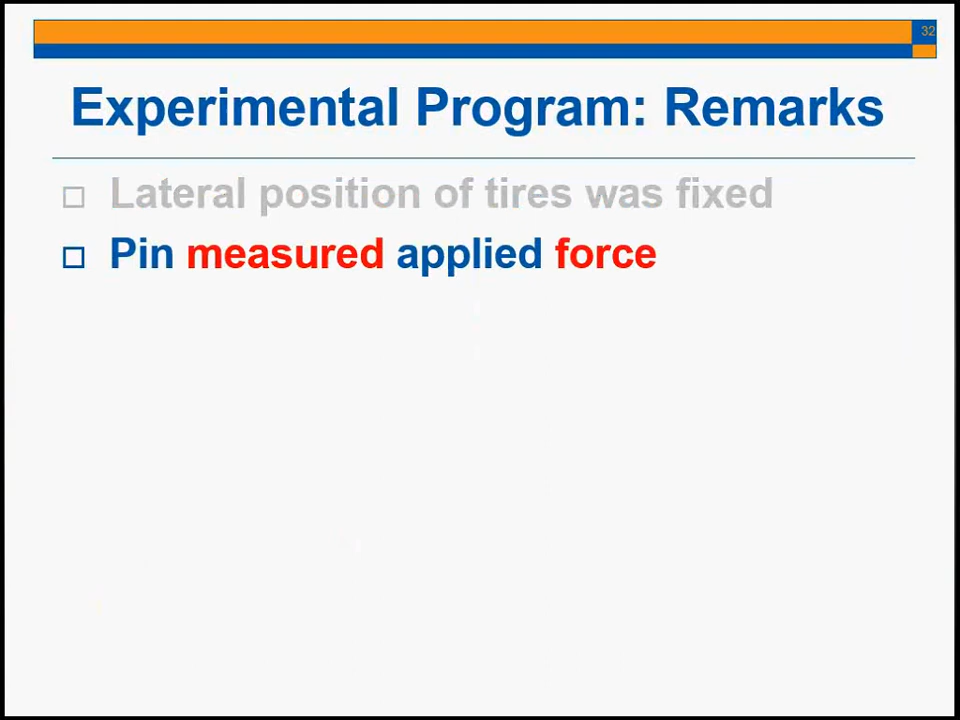 32
Experimental Program: Remarks
Lateral position of tires was fixed
Pin measured applied force